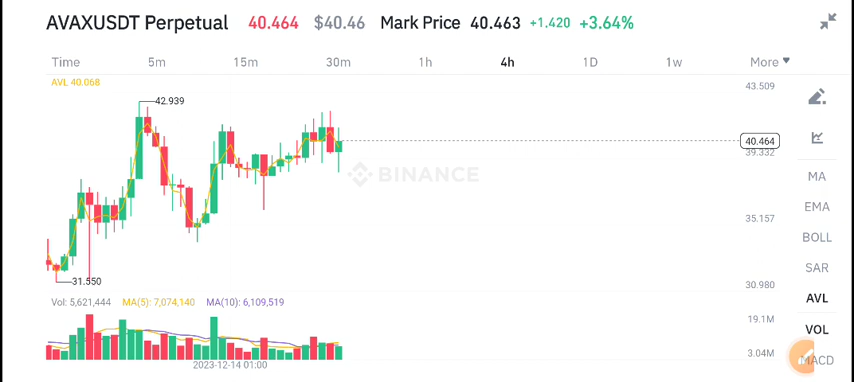 AVAXUSDT Perpetual 40.464 $40.46 Mark Price 40.463 +1.420 +3.64%
Time 5m 15m 30m 1h 4h 1D 1w More
AVL 40.068
43.509
42.939
40.464
39.332
BINANCE
35.157
31.550
30.980
Vol: 5,621,444 MA(5): 7,074,140 MA(10): 6,109,519
19.1M
3.04M
2023-12-14 01:00
MA
EMA
BOLL
SAR
AVL
VOL
MACD